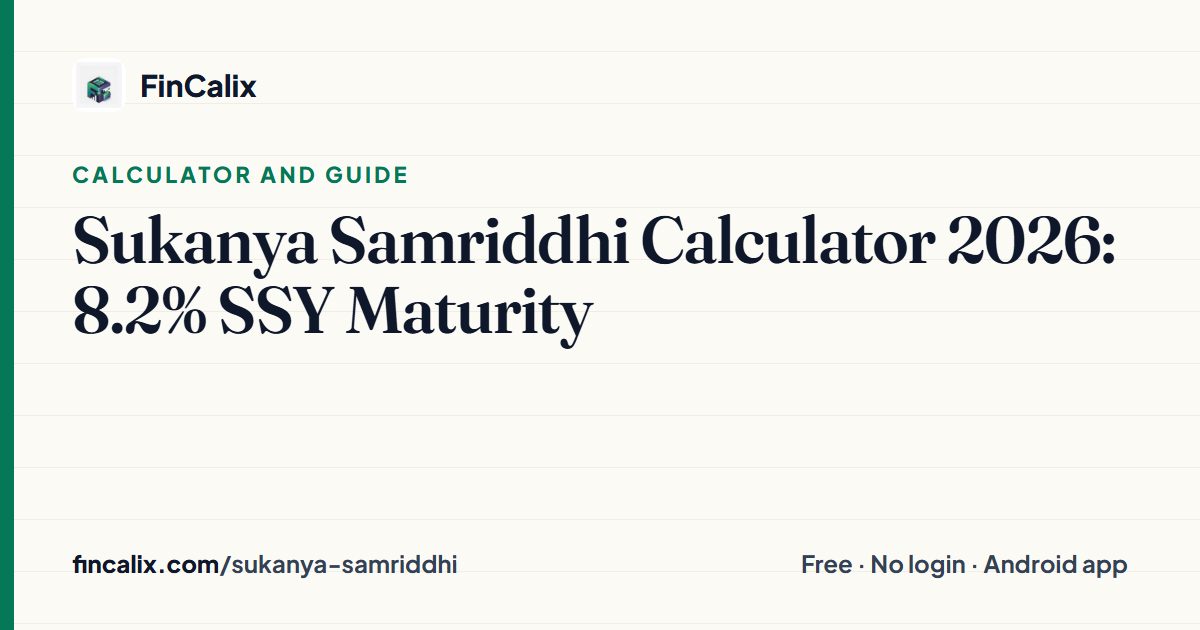 FinCalix
CALCULATOR AND GUIDE
Sukanya Samriddhi Calculator 2026:
8.2% SSY Maturity
fincalix.com/sukanya-samriddhi
Free · No login · Android app